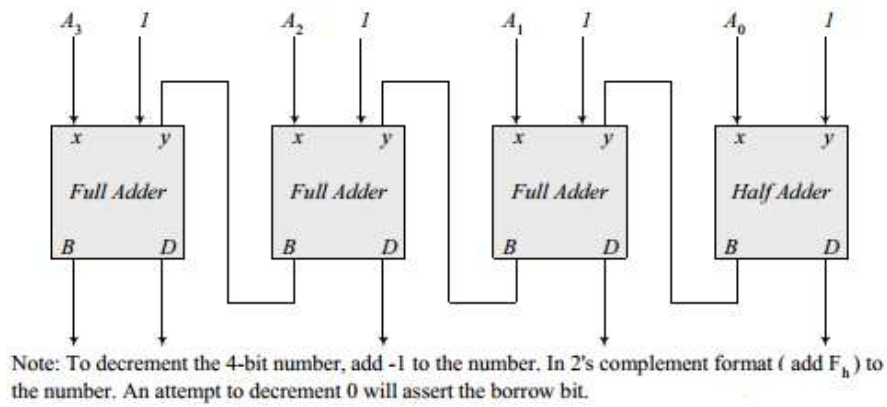 A3 1 A2 1 A1 1 A0 1
x y x y x y x y
Full Adder Full Adder Full Adder Half Adder
B D B D B D B D
Note: To decrement the 4-bit number, add -1 to the number. In 2's complement format ( add Fh ) to
the number. An attempt to decrement 0 will assert the borrow bit.